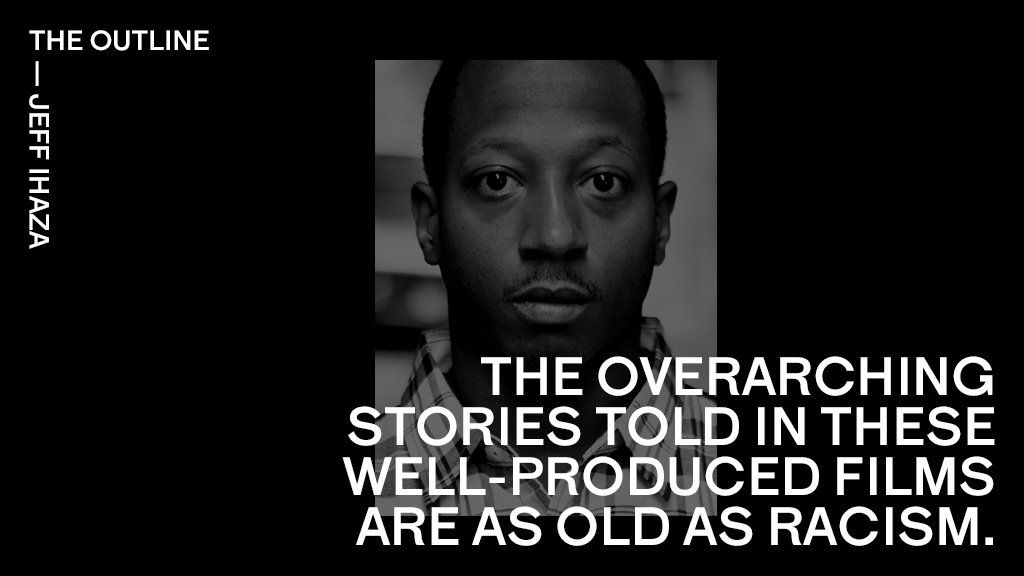 THE OUTLINE
— JEFF IHAZA
THE OVERARCHING
STORIES TOLD IN THESE
WELL-PRODUCED FILMS
ARE AS OLD AS RACISM.